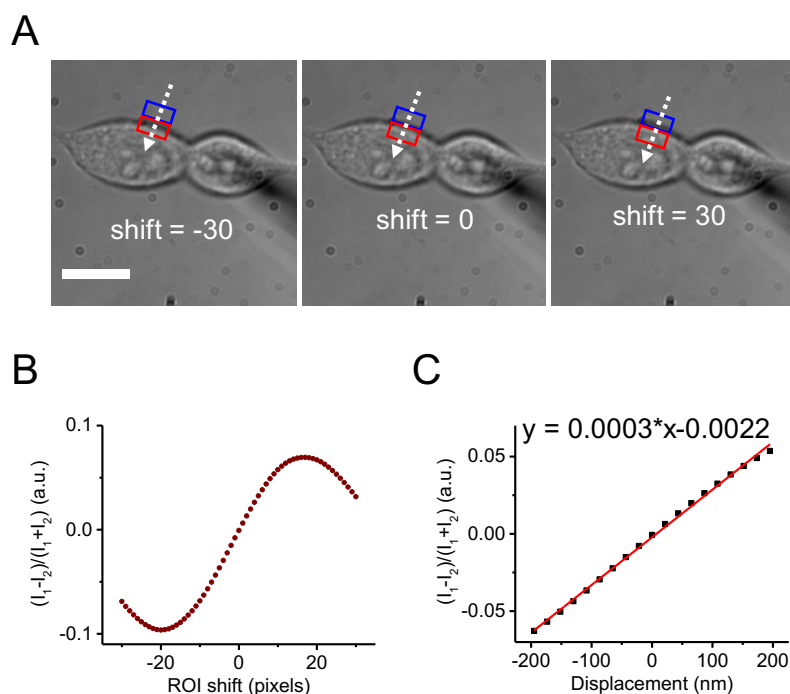 A
shift = -30
shift = 0
shift = 30
B
(I₁-I₂)/(I₁+I₂) (a.u.)
0.1
0.0
-0.1
-20
0
20
ROI shift (pixels)
C
y = 0.0003*x-0.0022
(I₁-I₂)/(I₁+I₂) (a.u.)
0.05
0.00
-0.05
-200
-100
0
100
200
Displacement (nm)